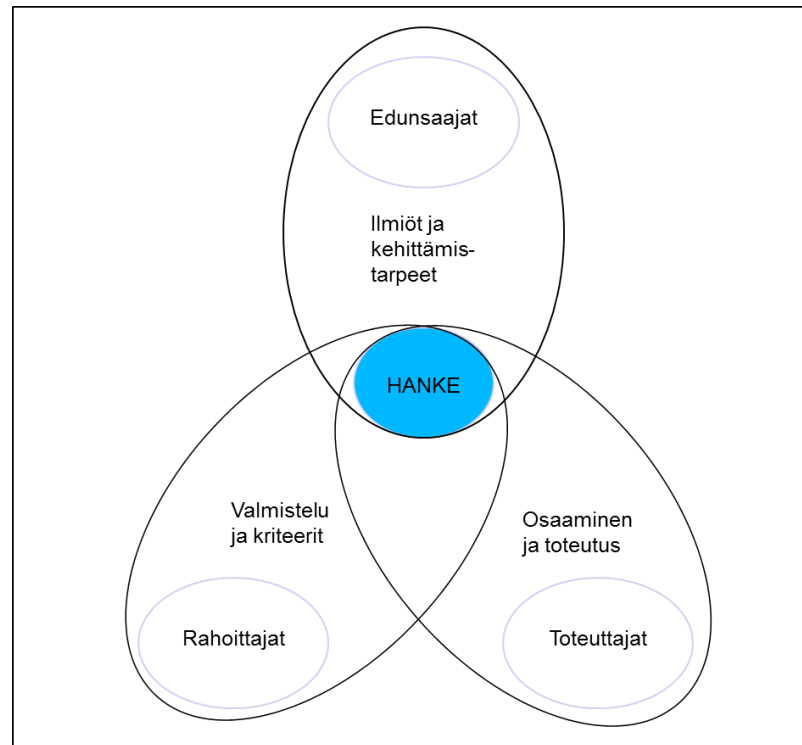 Edunsaajat
Ilmiöt ja
kehittämis-
tarpeet
HANKE
Valmistelu
ja kriteerit
Osaaminen
ja toteutus
Rahoittajat
Toteuttajat